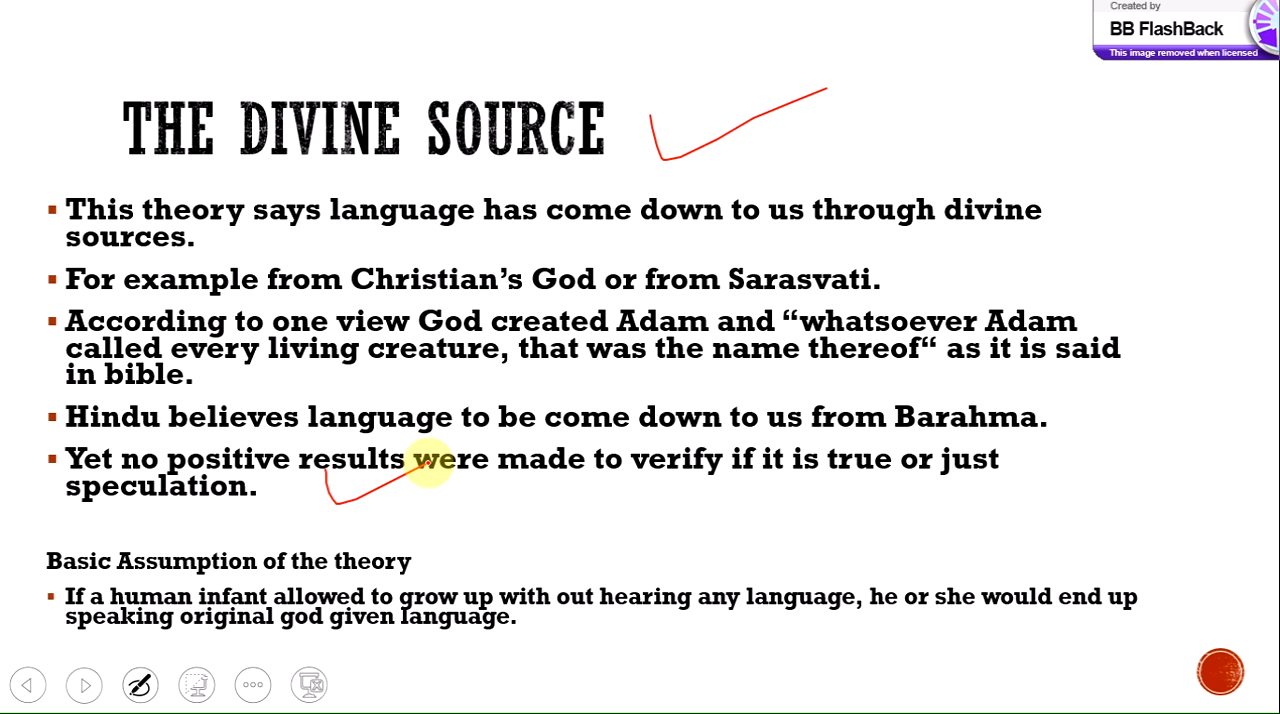 Created by
BB FlashBack
This image removed when licensed
THE DIVINE SOURCE
▪ This theory says language has come down to us through divine
sources.
▪ For example from Christian’s God or from Sarasvati.
▪ According to one view God created Adam and “whatsoever Adam
called every living creature, that was the name thereof“ as it is said
in bible.
▪ Hindu believes language to be come down to us from Barahma.
▪ Yet no positive results were made to verify if it is true or just
speculation.
Basic Assumption of the theory
▪ If a human infant allowed to grow up with out hearing any language, he or she would end up
speaking original god given language.